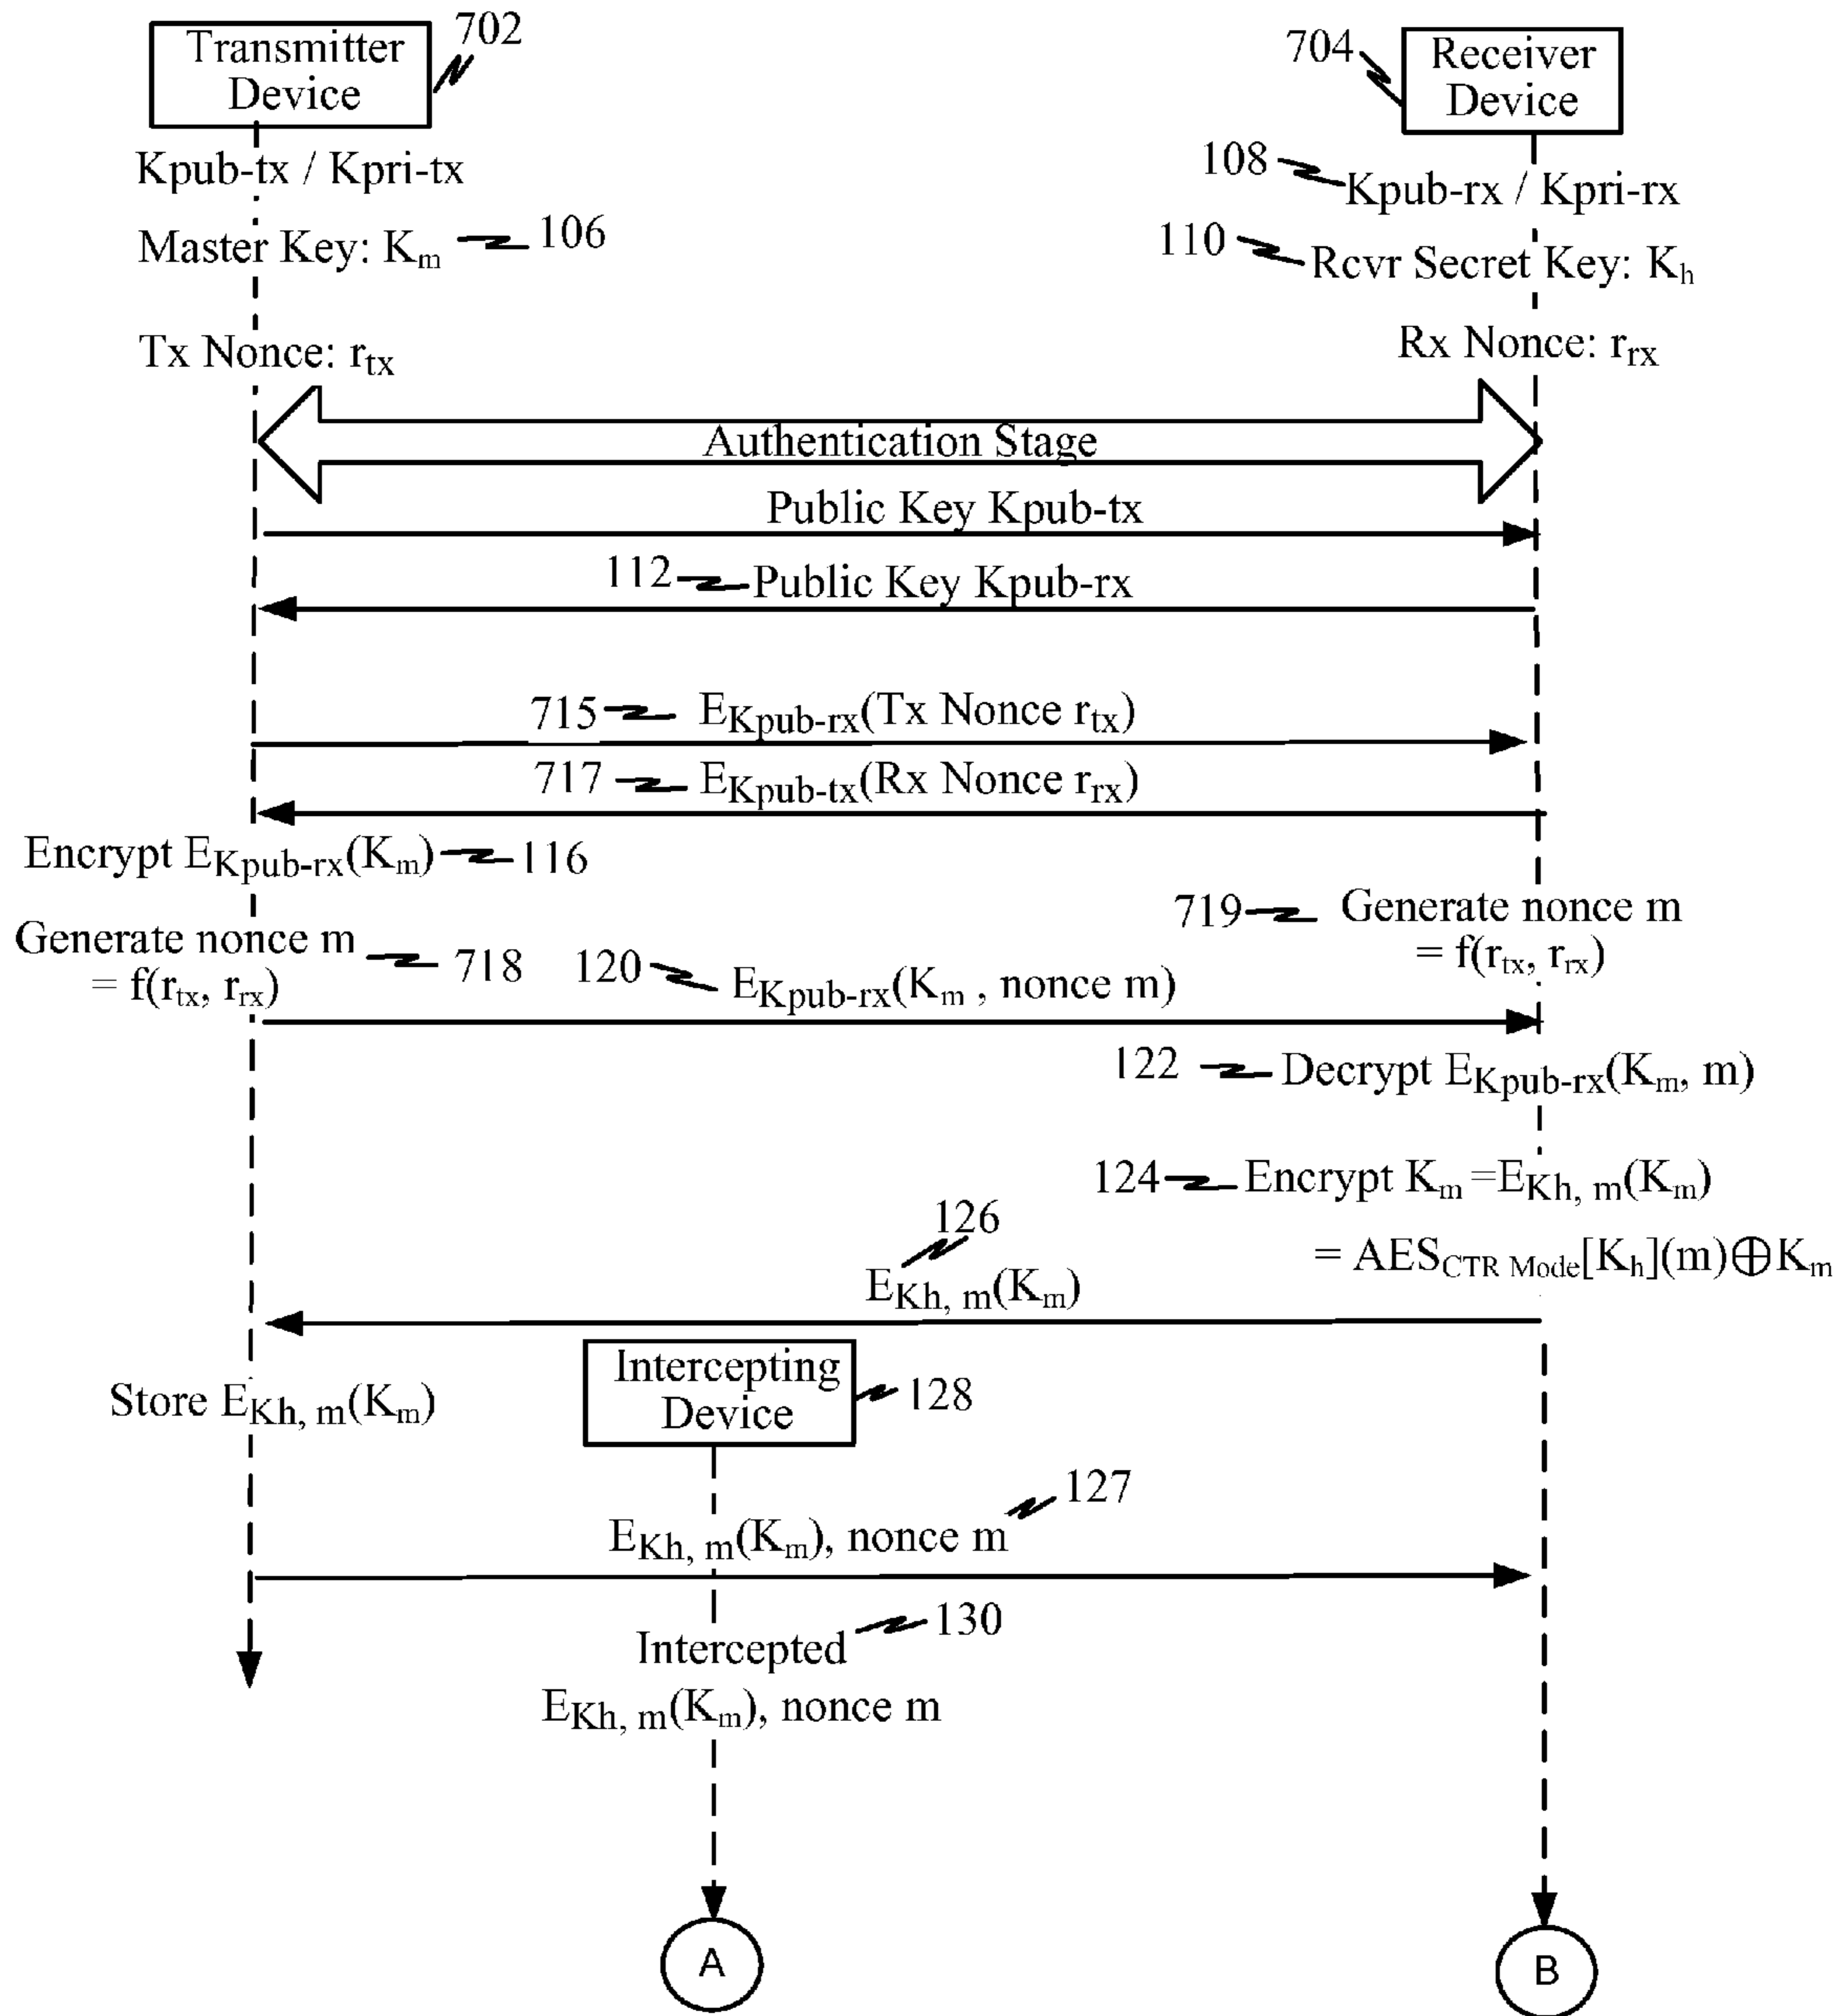 Transmitter
Device
702
704
Receiver
Device
Kpub-tx / Kpri-tx
108
Kpub-rx / Kpri-rx
Master Key: Km
106
110
Rcvr Secret Key: Kh
Tx Nonce: rtx
Rx Nonce: rrx
Authentication Stage
Public Key Kpub-tx
112
Public Key Kpub-rx
715
EKpub-rx(Tx Nonce rtx)
717
EKpub-tx(Rx Nonce rrx)
Encrypt EKpub-rx(Km)
116
719
Generate nonce m
= f(rtx, rrx)
Generate nonce m
= f(rtx, rrx)
718
120
EKpub-rx(Km , nonce m)
122
Decrypt EKpub-rx(Km, m)
124
Encrypt Km =EKh, m(Km)
= AESCTR Mode[Kh](m)⊕Km
126
EKh, m(Km)
Intercepting
Device
128
Store EKh, m(Km)
127
EKh, m(Km), nonce m
130
Intercepted
EKh, m(Km), nonce m
A
B